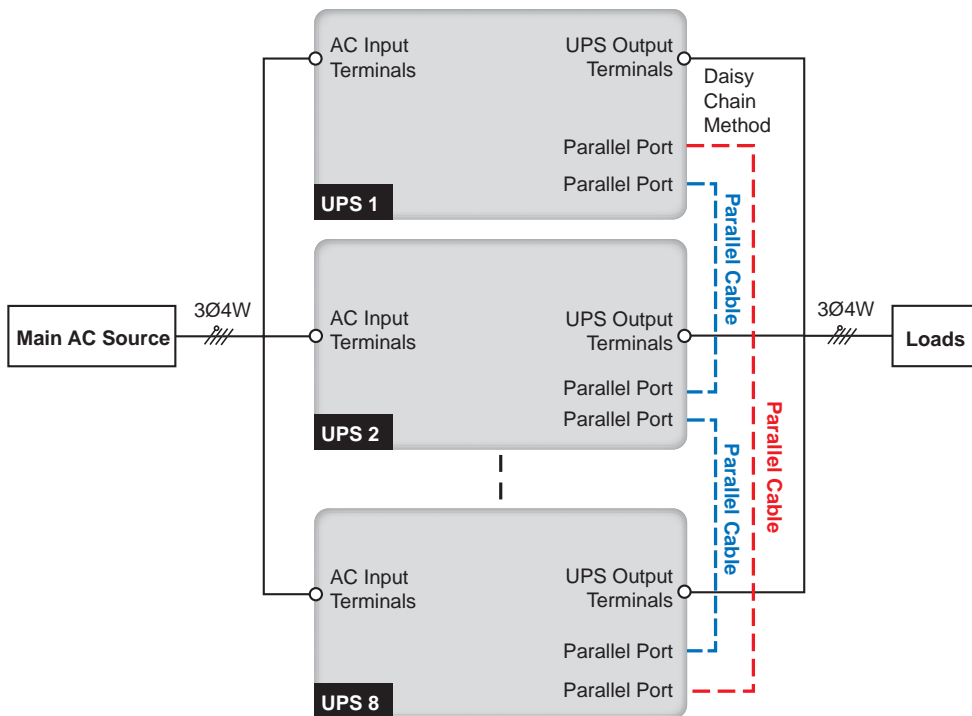 AC Input
Terminals
UPS Output
Terminals
Daisy
Chain
Method
Parallel Port
Parallel Port
UPS 1
Parallel Cable
3Ø4W
Main AC Source
AC Input
Terminals
UPS Output
Terminals
3Ø4W
Loads
Parallel Port
Parallel Port
UPS 2
Parallel Cable
Parallel Cable
AC Input
Terminals
UPS Output
Terminals
Parallel Port
Parallel Port
UPS 8